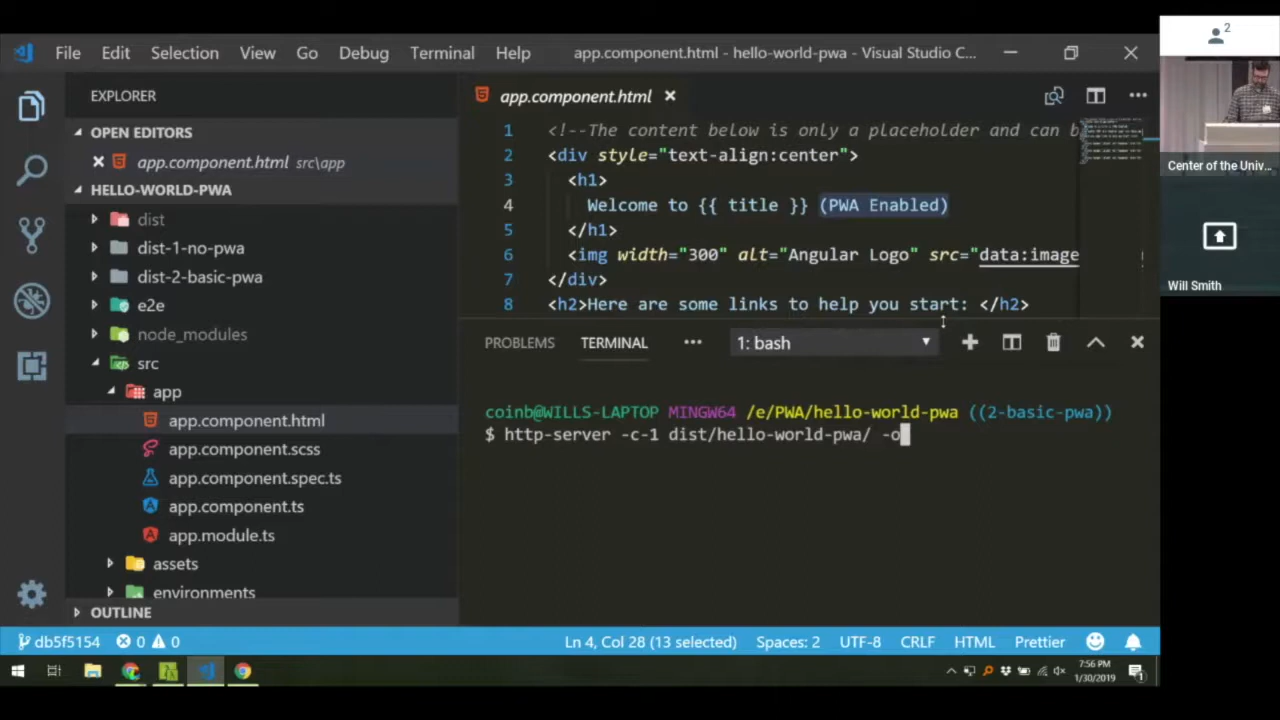 File Edit Selection View Go Debug Terminal Help app.component.html - hello-world-pwa - Visual Studio C...
2
EXPLORER
OPEN EDITORS
app.component.html src\app
HELLO-WORLD-PWA
dist
dist-1-no-pwa
dist-2-basic-pwa
e2e
node_modules
src
app
app.component.html
app.component.scss
app.component.spec.ts
app.component.ts
app.module.ts
assets
environments
OUTLINE
app.component.html
1 <!--The content below is only a placeholder and can b
2 <div style="text-align:center">
3 <h1>
4 Welcome to {{ title }} (PWA Enabled)
5 </h1>
6 <img width="300" alt="Angular Logo" src="data:image
7 </div>
8 <h2>Here are some links to help you start: </h2>
PROBLEMS TERMINAL ... 1: bash
coinb@WILLS-LAPTOP MINGW64 /e/PWA/hello-world-pwa ((2-basic-pwa))
$ http-server -c-1 dist/hello-world-pwa/ -o
Center of the Univ...
Will Smith
db5f5154 0 0 Ln 4, Col 28 (13 selected) Spaces: 2 UTF-8 CRLF HTML Prettier
7:56 PM
1/30/2019
1